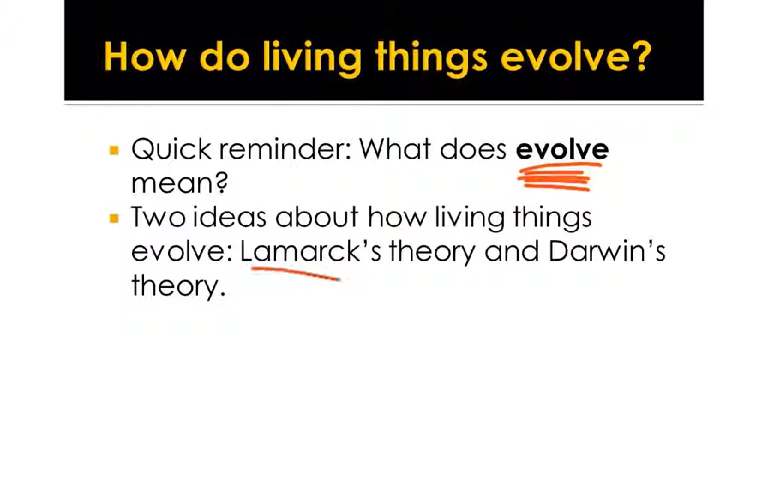 How do living things evolve?
Quick reminder: What does evolve
mean?
Two ideas about how living things
evolve: Lamarck's theory and Darwin's
theory.